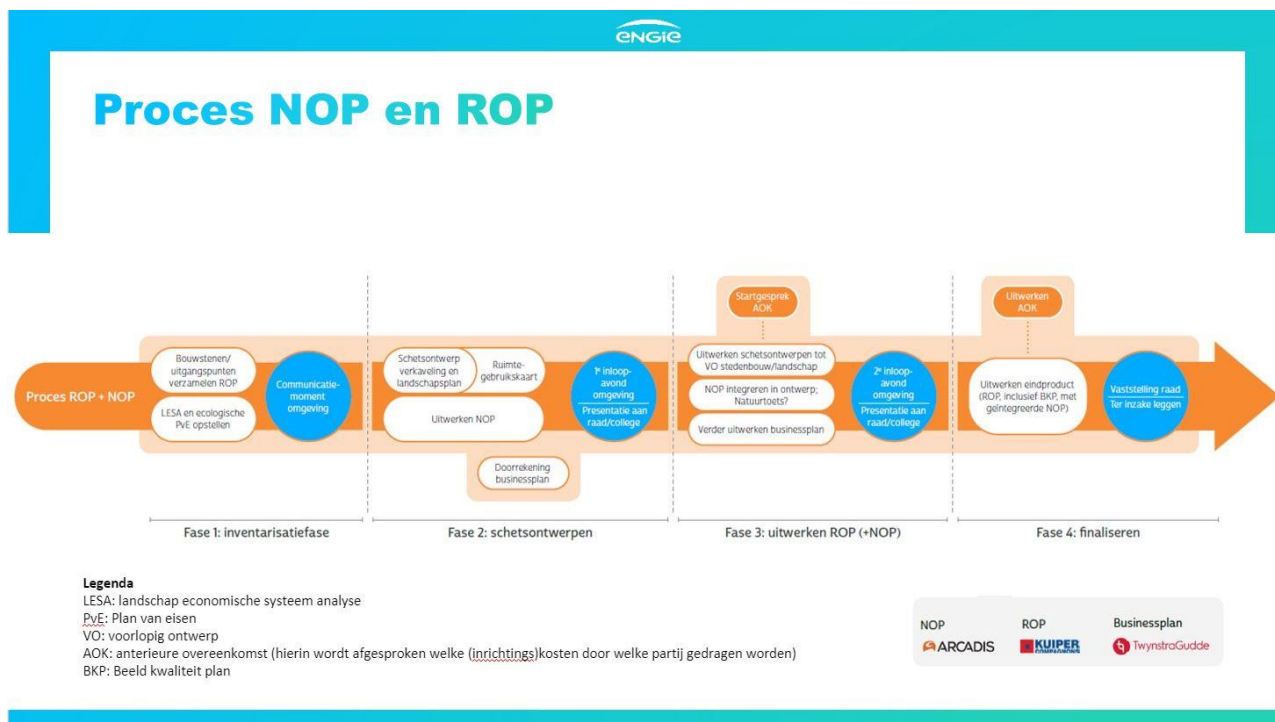 ENGIE
Proces NOP en ROP
Proces ROP + NOP
Bouwstenen/
uitgangspunten
verzamelen ROP
LESA en ecologische
PvE opstellen
Communicatie-
moment
omgeving
Schetsontwerp
verkaveling en
landschapsplan
Ruimte-
gebruikskaart
Uitwerken NOP
Doorrekening
businessplan
1e inloop-
avond
omgeving
Presentatie aan
raad/college
Startgesprek
AOK
Uitwerken schetsontwerpen tot
VO stedenbouw/landschap
NOP integreren in ontwerp;
Natuurtoets?
Verder uitwerken businessplan
2e inloop-
avond
omgeving
Presentatie aan
raad/college
Uitwerken
AOK
Uitwerken eindproduct
(ROP, inclusief BKP, met
geïntegreerde NOP)
Vaststelling raad
Ter inzake leggen
Fase 1: inventarisatiefase
Fase 2: schetsontwerpen
Fase 3: uitwerken ROP (+NOP)
Fase 4: finaliseren
Legenda
LESA: landschap economische systeem analyse
PvE: Plan van eisen
VO: voorlopig ontwerp
AOK: anterieure overeenkomst (hierin wordt afgesproken welke (inrichtings)kosten door welke partij gedragen worden)
BKP: Beeld kwaliteit plan
NOP
ARCADIS
ROP
KUIPER
COMPAGNONS
Businessplan
TwynstraGudde